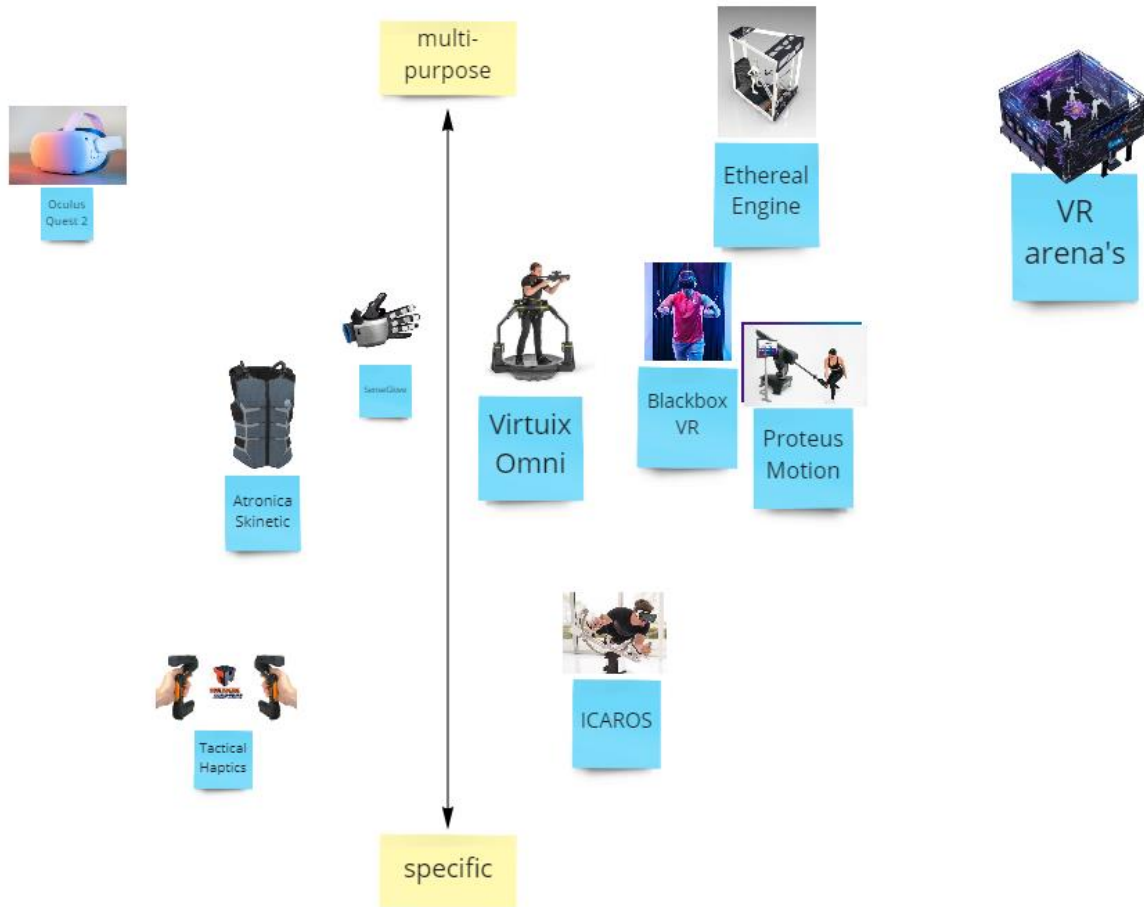 multi-
purpose
Oculus
Quest 2
Ethereal
Engine
VR
arena's
SenseGlove
Virtuix
Omni
Blackbox
VR
Proteus
Motion
Atronica
Skinetic
ICAROS
Tactical
Haptics
specific